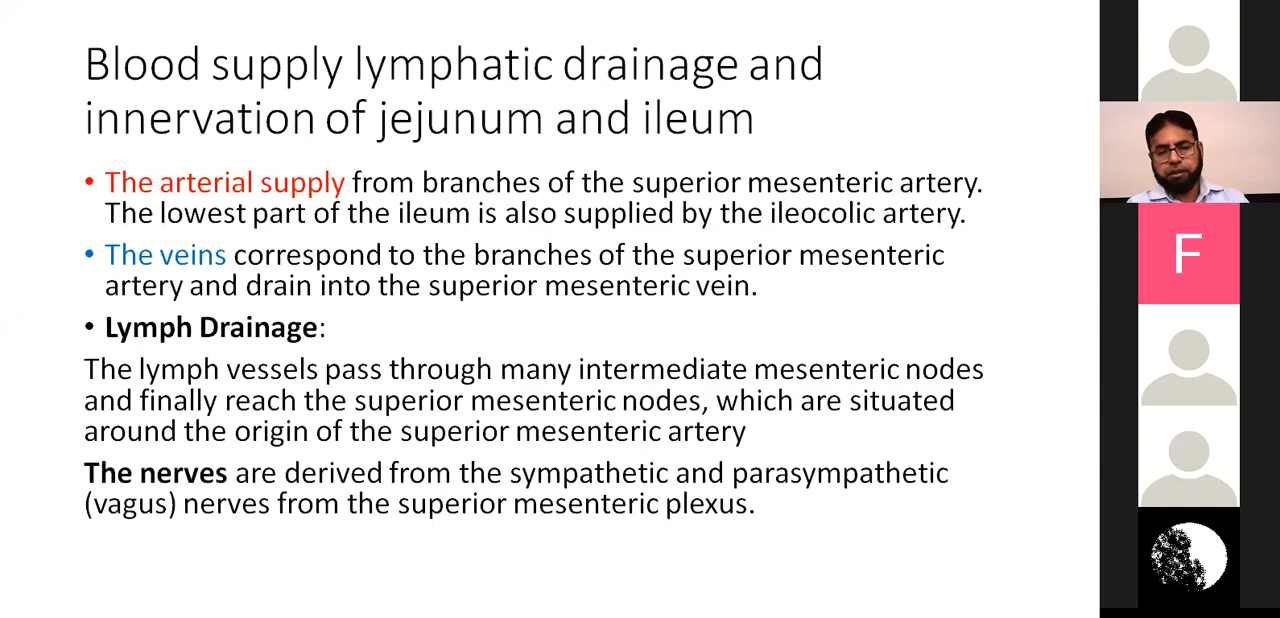 Blood supply lymphatic drainage and
innervation of jejunum and ileum
• The arterial supply from branches of the superior mesenteric artery.
The lowest part of the ileum is also supplied by the ileocolic artery.
• The veins correspond to the branches of the superior mesenteric
artery and drain into the superior mesenteric vein.
• Lymph Drainage:
The lymph vessels pass through many intermediate mesenteric nodes
and finally reach the superior mesenteric nodes, which are situated
around the origin of the superior mesenteric artery
The nerves are derived from the sympathetic and parasympathetic
(vagus) nerves from the superior mesenteric plexus.
F